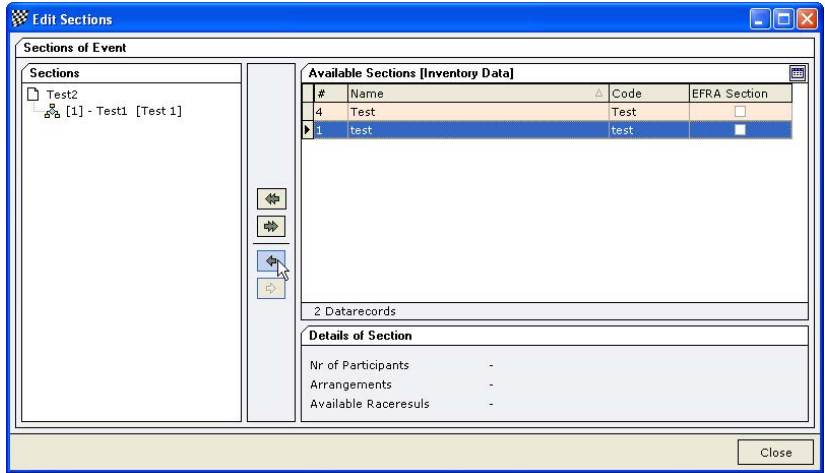 Edit Sections
Sections of Event
Sections
Test2
[1] - Test1 [Test 1]
Available Sections [Inventory Data]
# Name Code EFRA Section
4 Test Test
1 test test
2 Datarecords
Details of Section
Nr of Participants -
Arrangements -
Available Raceresuls -
Close